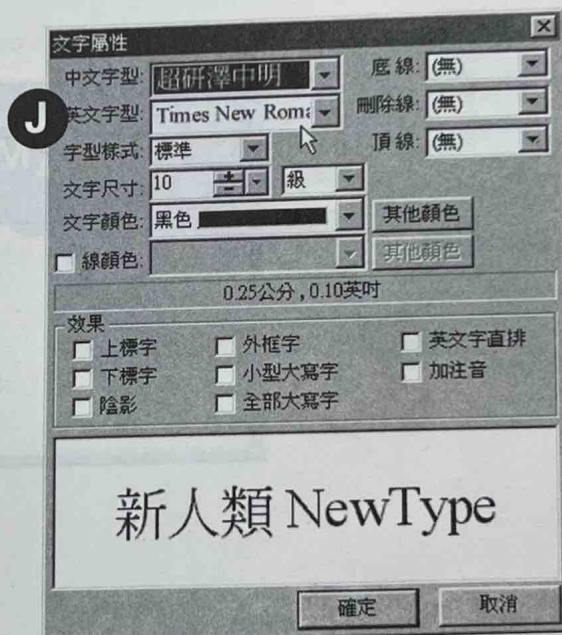 文字屬性
中文字型: 超研澤中明 底線: (無)
J 英文字型: Times New Roma 刪除線: (無)
字型樣式: 標準 頂線: (無)
文字尺寸: 10 級
文字顏色: 黑色 其他顏色
線顏色: 其他顏色
0.25公分 , 0.10英吋
效果
上標字 外框字 英文字直排
下標字 小型大寫字 加注音
陰影 全部大寫字
新人類 NewType
確定 取消